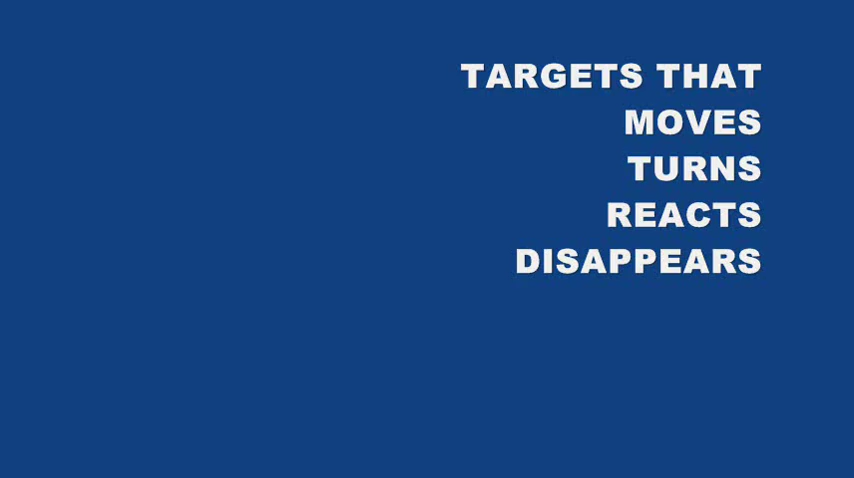 TARGETS THAT
MOVES
TURNS
REACTS
DISAPPEARS